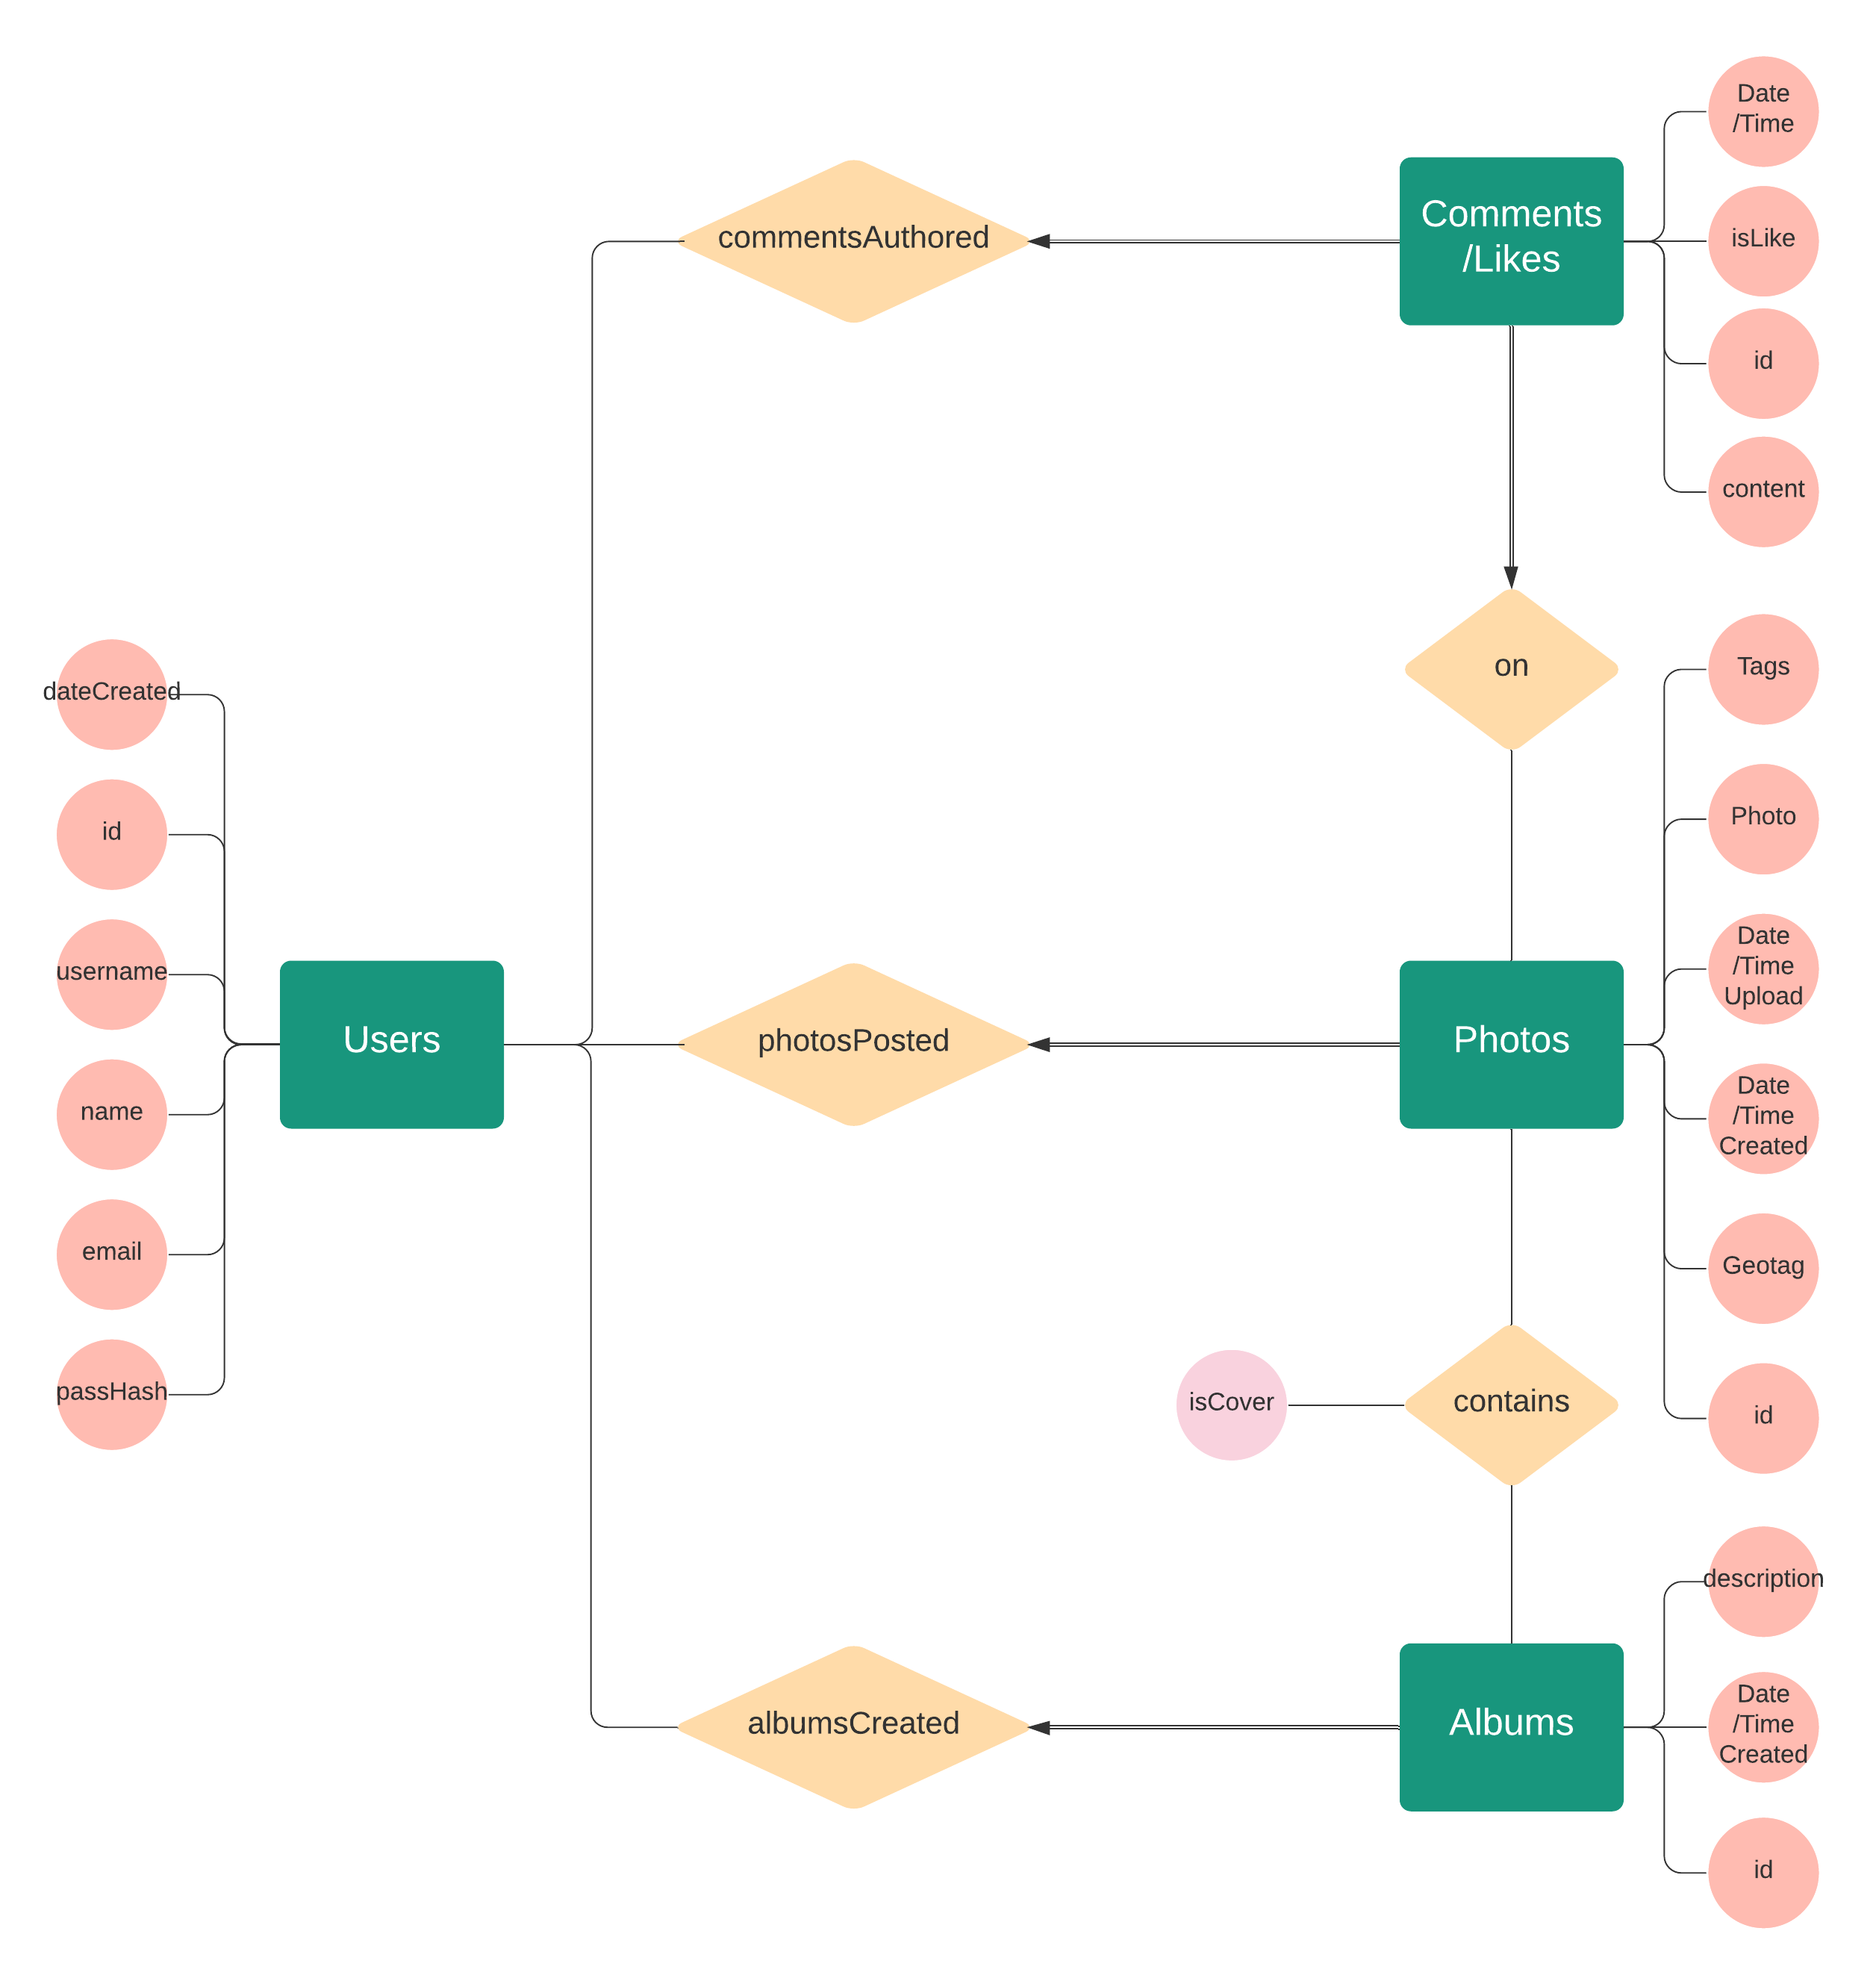 Date
/Time
commentsAuthored
Comments
/Likes
isLike
id
content
on
Tags
dateCreated
Photo
id
username
Date
/Time
Upload
Users
photosPosted
Photos
name
Date
/Time
Created
email
Geotag
passHash
isCover
contains
id
description
albumsCreated
Albums
Date
/Time
Created
id